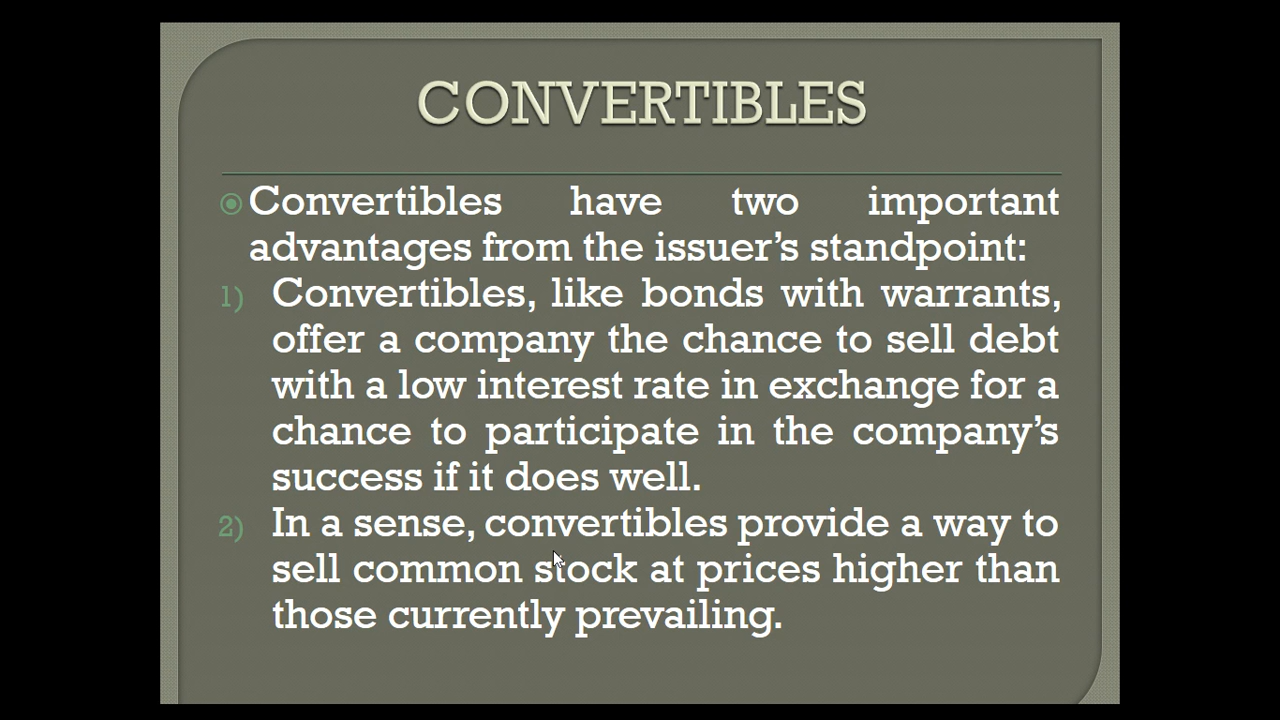 CONVERTIBLES
Convertibles have two important
advantages from the issuer’s standpoint:
1) Convertibles, like bonds with warrants,
offer a company the chance to sell debt
with a low interest rate in exchange for a
chance to participate in the company’s
success if it does well.
2) In a sense, convertibles provide a way to
sell common stock at prices higher than
those currently prevailing.